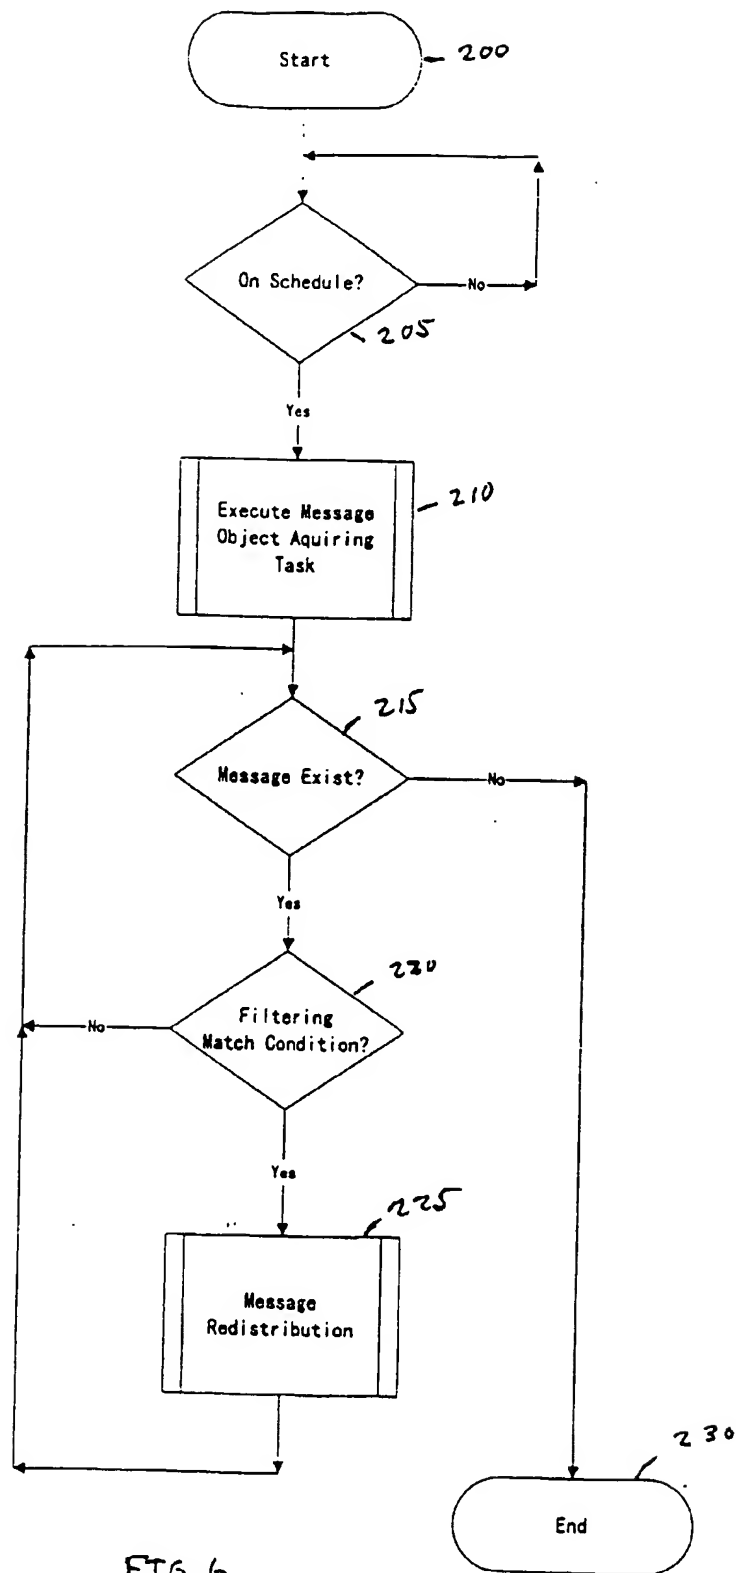 Start
200
On Schedule?
No
205
Yes
Execute Message
Object Aquiring
Task
210
215
Message Exist?
No
Yes
220
Filtering
Match Condition?
No
Yes
225
Message
Redistribution
230
End
FIG. 6